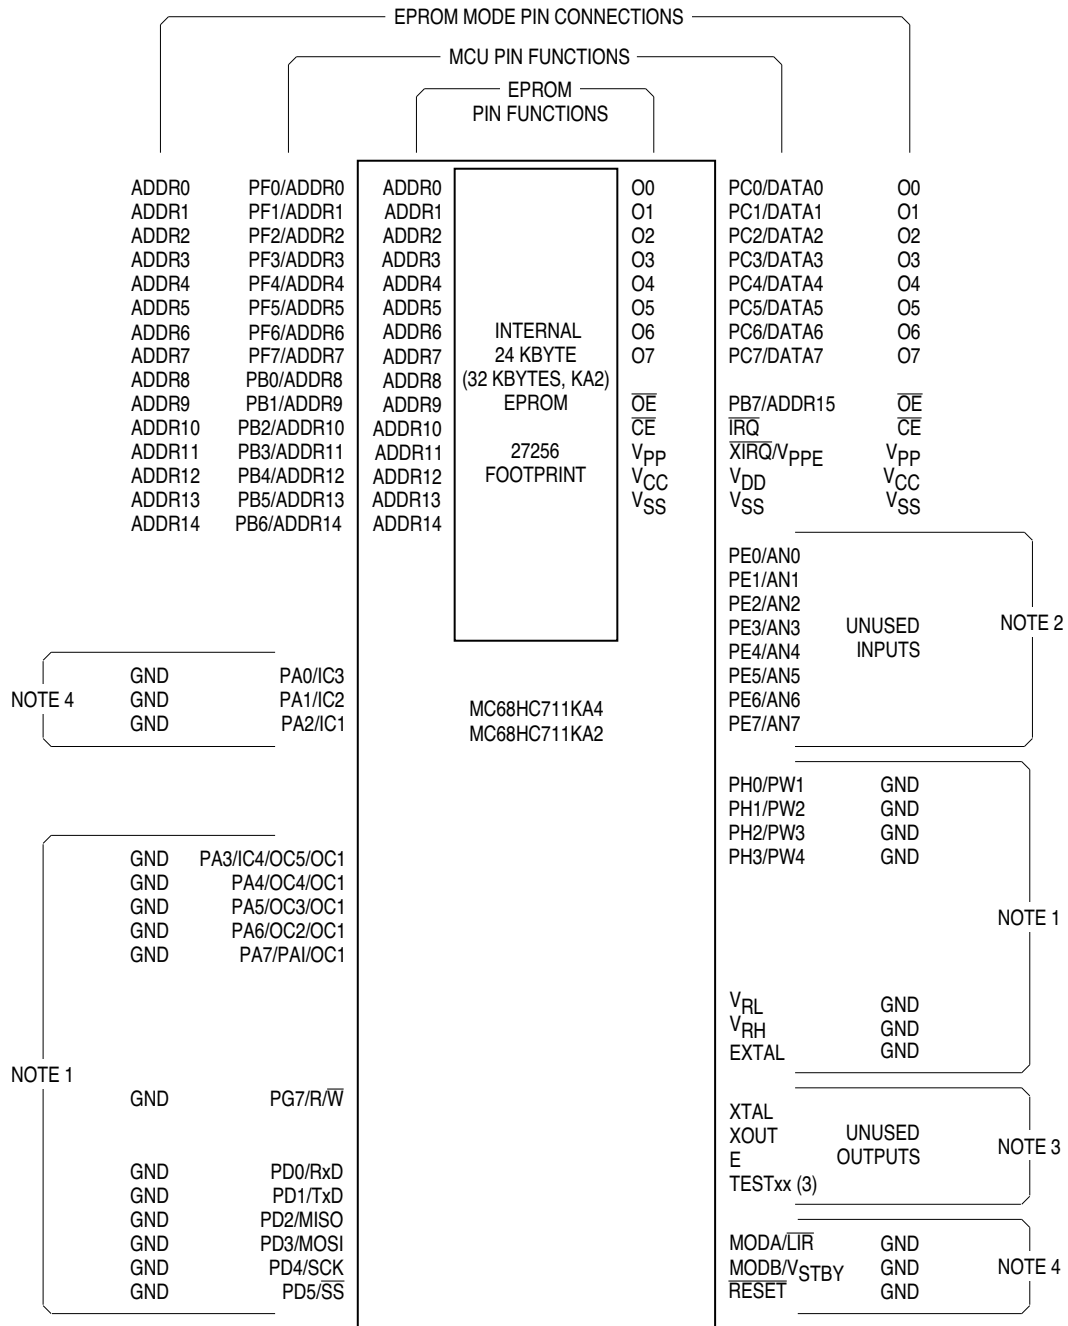 EPROM MODE PIN CONNECTIONS
MCU PIN FUNCTIONS
EPROM
PIN FUNCTIONS
ADDR0 PF0/ADDR0 ADDR0 O0 PC0/DATA0 O0
ADDR1 PF1/ADDR1 ADDR1 O1 PC1/DATA1 O1
ADDR2 PF2/ADDR2 ADDR2 O2 PC2/DATA2 O2
ADDR3 PF3/ADDR3 ADDR3 O3 PC3/DATA3 O3
ADDR4 PF4/ADDR4 ADDR4 O4 PC4/DATA4 O4
ADDR5 PF5/ADDR5 ADDR5 O5 PC5/DATA5 O5
ADDR6 PF6/ADDR6 ADDR6 INTERNAL O6 PC6/DATA6 O6
ADDR7 PF7/ADDR7 ADDR7 24 KBYTE O7 PC7/DATA7 O7
ADDR8 PB0/ADDR8 ADDR8 (32 KBYTES, KA2)
ADDR9 PB1/ADDR9 ADDR9 EPROM O̅E̅ PB7/ADDR15 O̅E̅
ADDR10 PB2/ADDR10 ADDR10 C̅E̅ I̅R̅Q̅ C̅E̅
ADDR11 PB3/ADDR11 ADDR11 27256 VPP X̅I̅R̅Q̅/VPPE VPP
ADDR12 PB4/ADDR12 ADDR12 FOOTPRINT VCC VDD VCC
ADDR13 PB5/ADDR13 ADDR13 VSS VSS VSS
ADDR14 PB6/ADDR14 ADDR14
PE0/AN0
PE1/AN1
PE2/AN2
PE3/AN3 UNUSED NOTE 2
PE4/AN4 INPUTS
GND PA0/IC3 PE5/AN5
NOTE 4 GND PA1/IC2 PE6/AN6
GND PA2/IC1 MC68HC711KA4 PE7/AN7
MC68HC711KA2
PH0/PW1 GND
PH1/PW2 GND
PH2/PW3 GND
GND PA3/IC4/OC5/OC1 PH3/PW4 GND
GND PA4/OC4/OC1
GND PA5/OC3/OC1 NOTE 1
GND PA6/OC2/OC1
GND PA7/PAI/OC1
VRL GND
VRH GND
EXTAL GND
NOTE 1
GND PG7/R/W̅
XTAL
XOUT UNUSED NOTE 3
E OUTPUTS
GND PD0/RxD TESTxx (3)
GND PD1/TxD
GND PD2/MISO
GND PD3/MOSI MODA/L̅I̅R̅ GND
GND PD4/SCK MODB/VSTBY GND NOTE 4
GND PD5/S̅S̅ R̅E̅S̅E̅T̅ GND